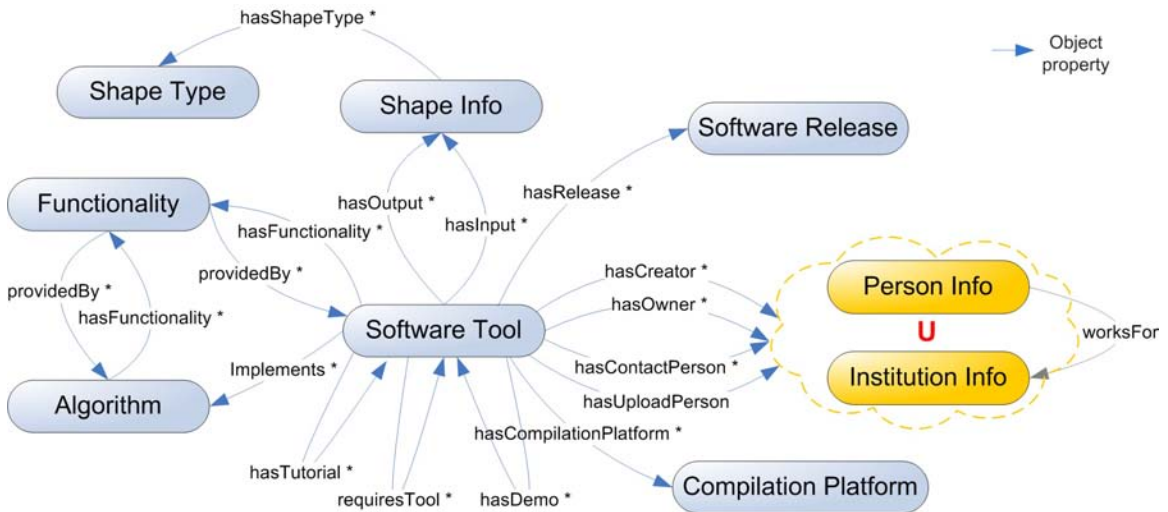 hasShapeType *
Object
property
Shape Type
Shape Info
Software Release
hasRelease *
Functionality
hasOutput *
hasInput *
hasFunctionality *
providedBy *
hasCreator *
Person Info
providedBy *
hasOwner *
hasFunctionality *
Software Tool
U
worksFor
Implements *
hasContactPerson *
Institution Info
Algorithm
hasUploadPerson
hasCompilationPlatform *
hasTutorial *
requiresTool *
hasDemo *
Compilation Platform